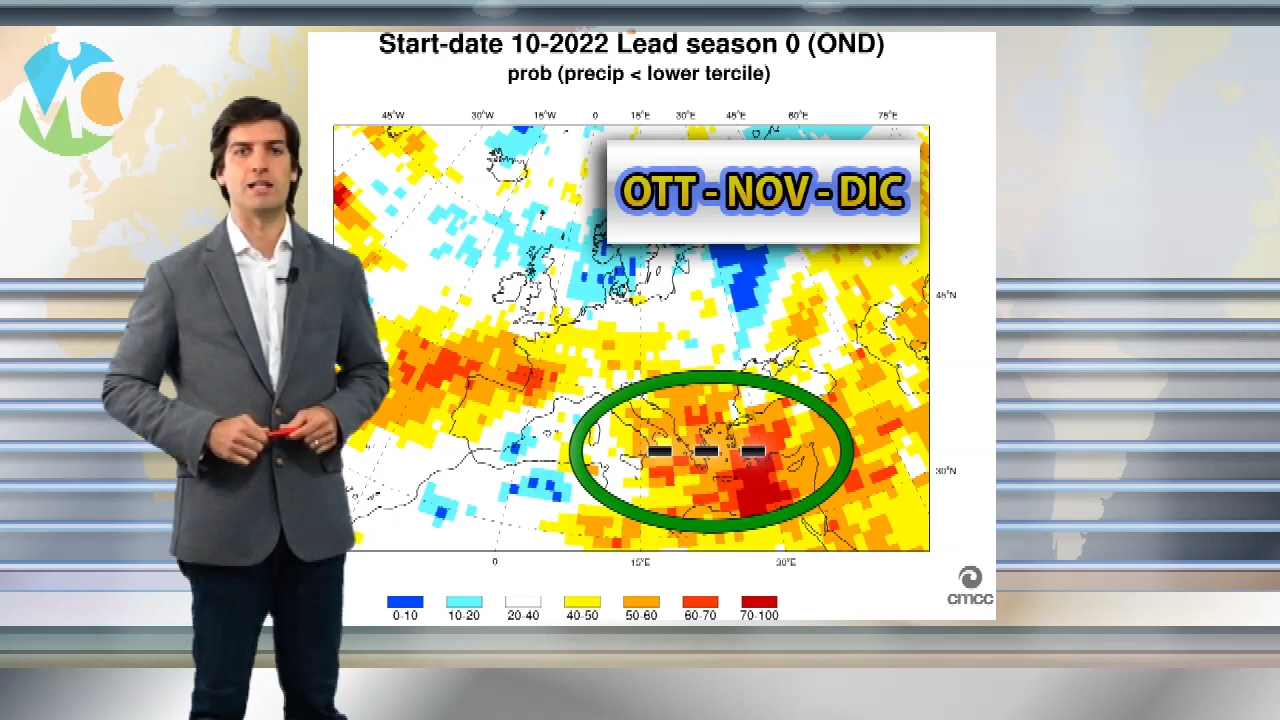 Start-date 10-2022 Lead season 0 (OND)
prob (precip < lower tercile)
45°W 30°W 15°W 0 15°E 30°E 45°E 60°E 75°E
OTT - NOV - DIC
45°N
30°N
0 15°E 30°E
0-10 10-20 20-40 40-50 50-60 60-70 70-100
cmcc
MC